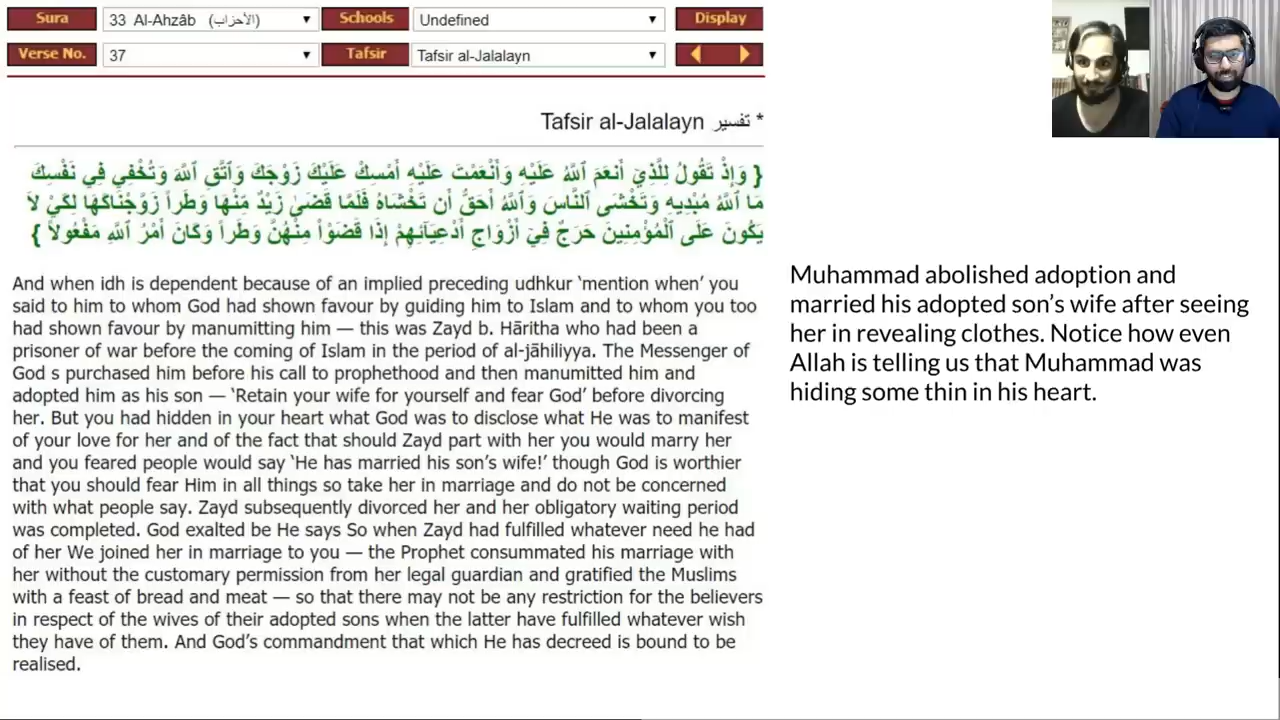 Sura
33 Al-Ahzâb (الأحزاب)
Schools
Undefined
Display
Verse No.
37
Tafsir
Tafsir al-Jalalayn
* تفسير Tafsir al-Jalalayn
{ وَإِذْ تَقُولُ لِلَّذِيۤ أَنعَمَ ٱللَّهُ عَلَيْهِ وَأَنْعَمْتَ عَلَيْهِ أَمْسِكْ عَلَيْكَ زَوْجَكَ وَٱتَّقِ ٱللَّهَ وَتُخْفِي فِي نَفْسِكَ
مَا ٱللَّهُ مُبْدِيهِ وَتَخْشَى ٱلنَّاسَ وَٱللَّهُ أَحَقُّ أَن تَخْشَاهُ فَلَمَّا قَضَىٰ زَيْدٌ مِّنْهَا وَطَراً زَوَّجْنَاكَهَا لِكَيْ لاَ
يَكُونَ عَلَى ٱلْمُؤْمِنِينَ حَرَجٌ فِيۤ أَزْوَاجِ أَدْعِيَآئِهِمْ إِذَا قَضَوْاْ مِنْهُنَّ وَطَراً وَكَانَ أَمْرُ ٱللَّهِ مَفْعُولاً }
And when idh is dependent because of an implied preceding udhkur ‘mention when’ you
said to him to whom God had shown favour by guiding him to Islam and to whom you too
had shown favour by manumitting him — this was Zayd b. Hāritha who had been a
prisoner of war before the coming of Islam in the period of al-jāhiliyya. The Messenger of
God s purchased him before his call to prophethood and then manumitted him and
adopted him as his son — ‘Retain your wife for yourself and fear God’ before divorcing
her. But you had hidden in your heart what God was to disclose what He was to manifest
of your love for her and of the fact that should Zayd part with her you would marry her
and you feared people would say ‘He has married his son’s wife!’ though God is worthier
that you should fear Him in all things so take her in marriage and do not be concerned
with what people say. Zayd subsequently divorced her and her obligatory waiting period
was completed. God exalted be He says So when Zayd had fulfilled whatever need he had
of her We joined her in marriage to you — the Prophet consummated his marriage with
her without the customary permission from her legal guardian and gratified the Muslims
with a feast of bread and meat — so that there may not be any restriction for the believers
in respect of the wives of their adopted sons when the latter have fulfilled whatever wish
they have of them. And God’s commandment that which He has decreed is bound to be
realised.
Muhammad abolished adoption and
married his adopted son’s wife after seeing
her in revealing clothes. Notice how even
Allah is telling us that Muhammad was
hiding some thin in his heart.